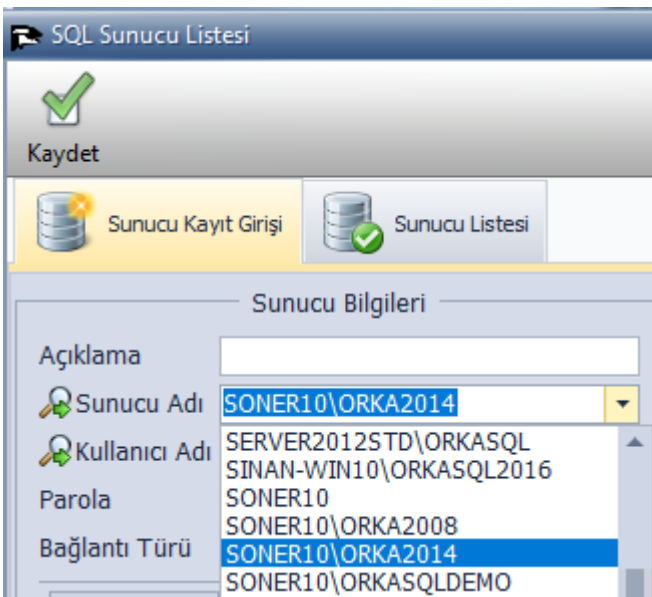 SQL Sunucu Listesi
Kaydet
Sunucu Kayıt Girişi
Sunucu Listesi
Sunucu Bilgileri
Açıklama
Sunucu Adı SONER10\ORKA2014
Kullanıcı Adı
Parola
Bağlantı Türü
SERVER2012STD\ORKASQL
SINAN-WIN10\ORKASQL2016
SONER10
SONER10\ORKA2008
SONER10\ORKA2014
SONER10\ORKASQLDEMO